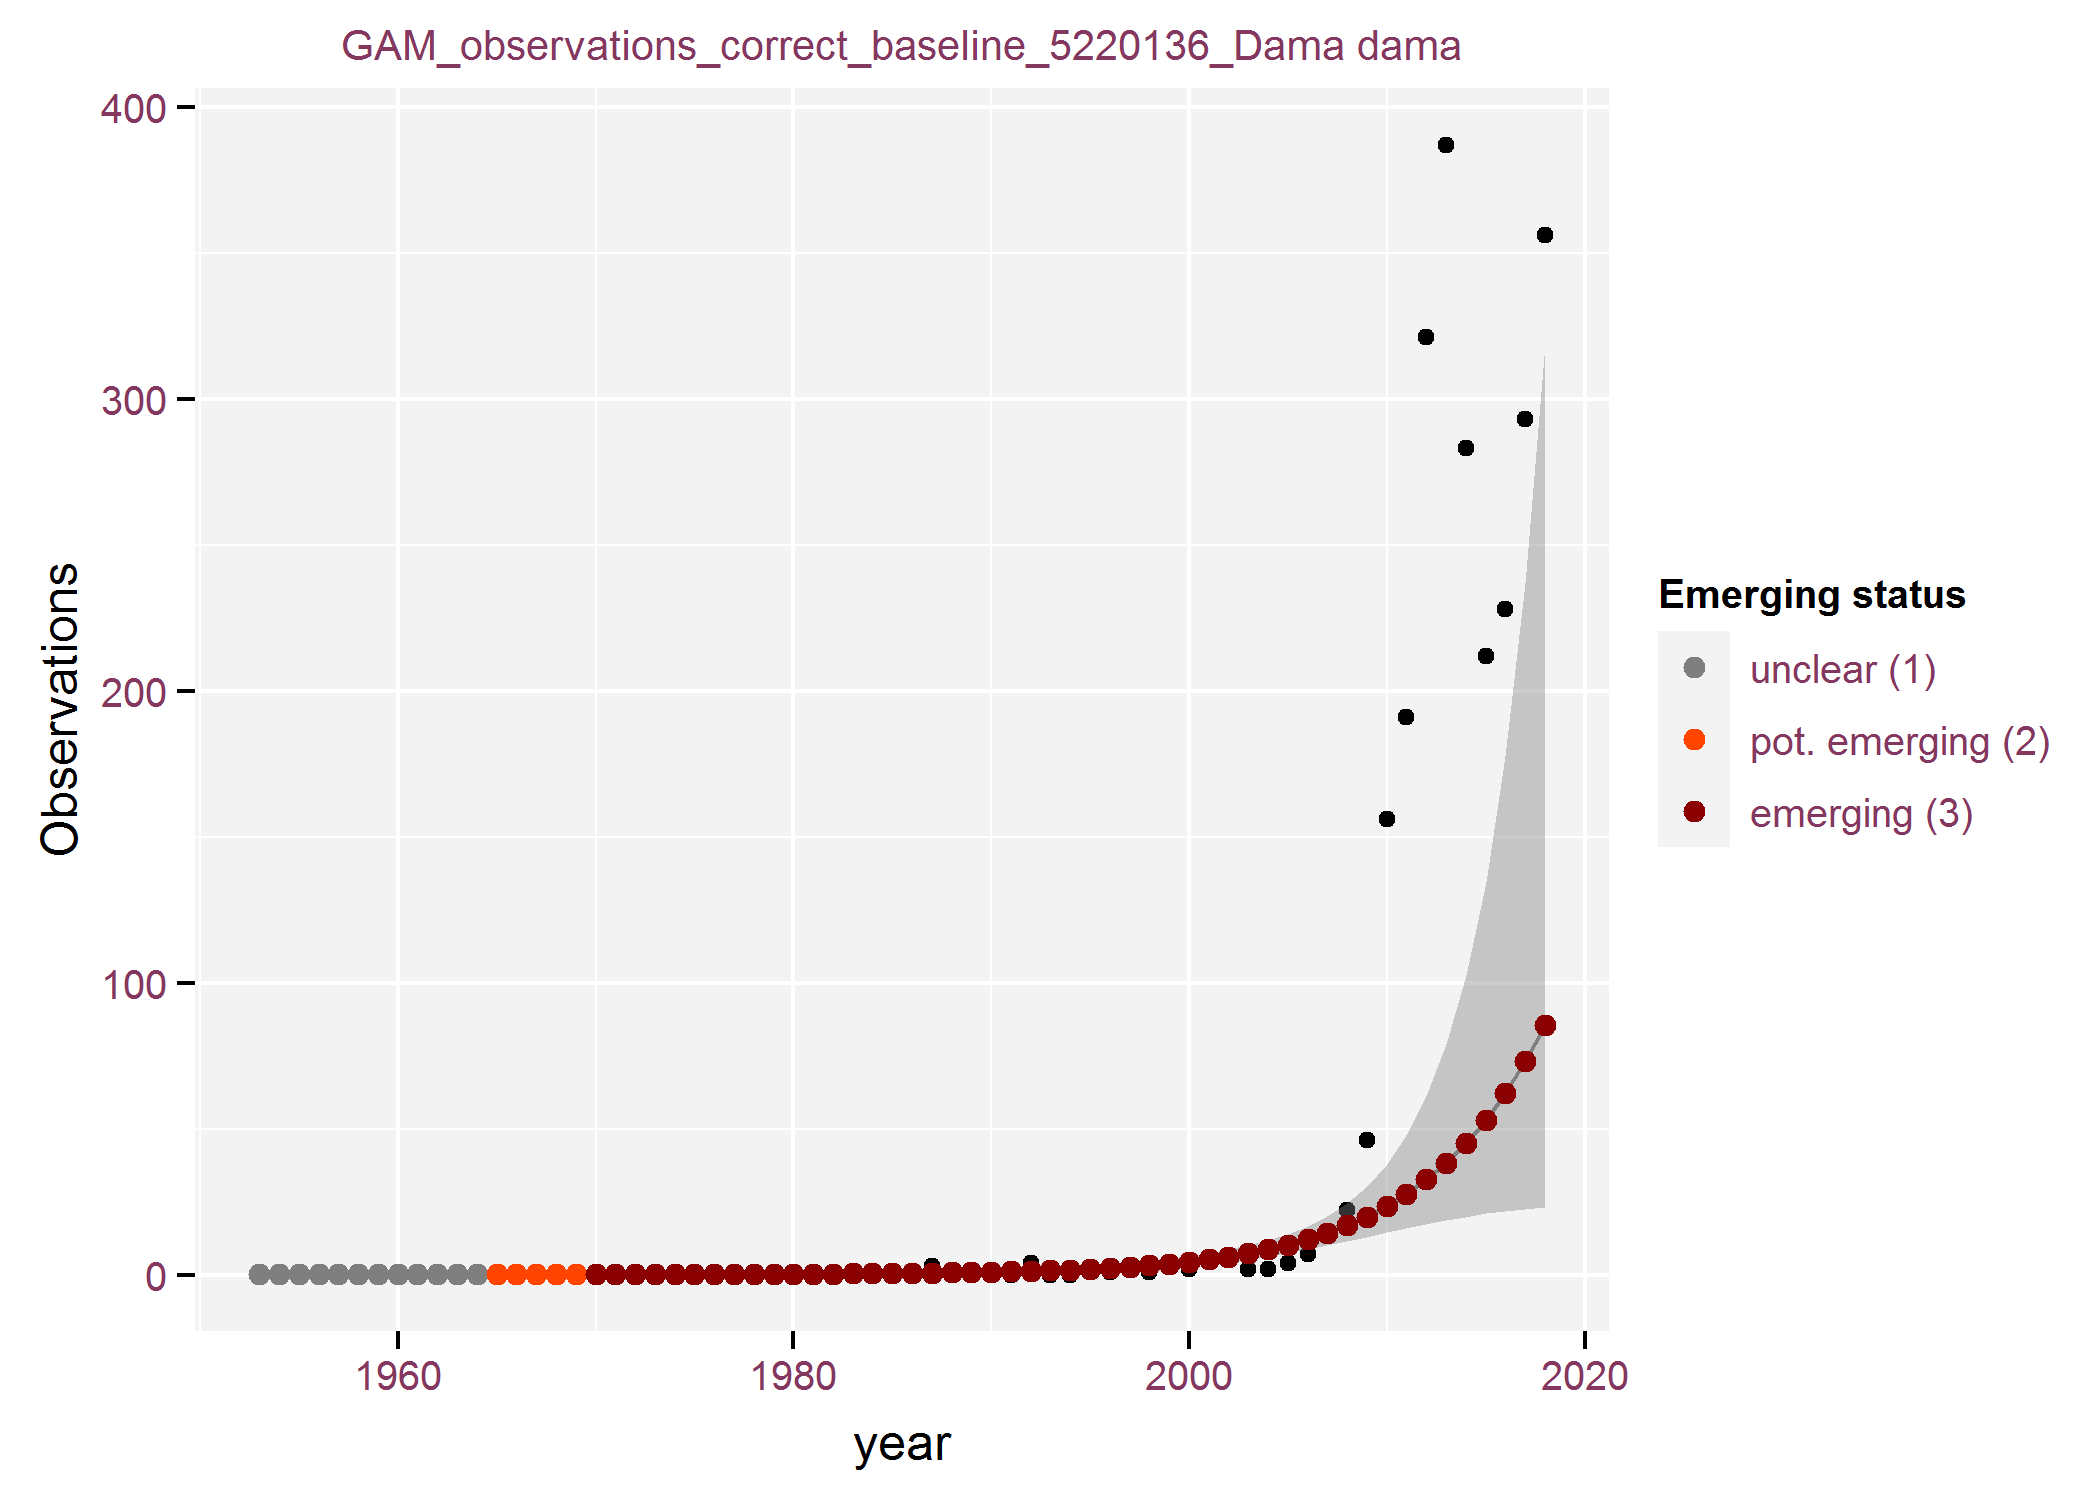 GAM_observations_correct_baseline_5220136_Dama dama
400
300
200
100
0
Observations
1960 1980 2000 2020
year
Emerging status
unclear (1)
pot. emerging (2)
emerging (3)